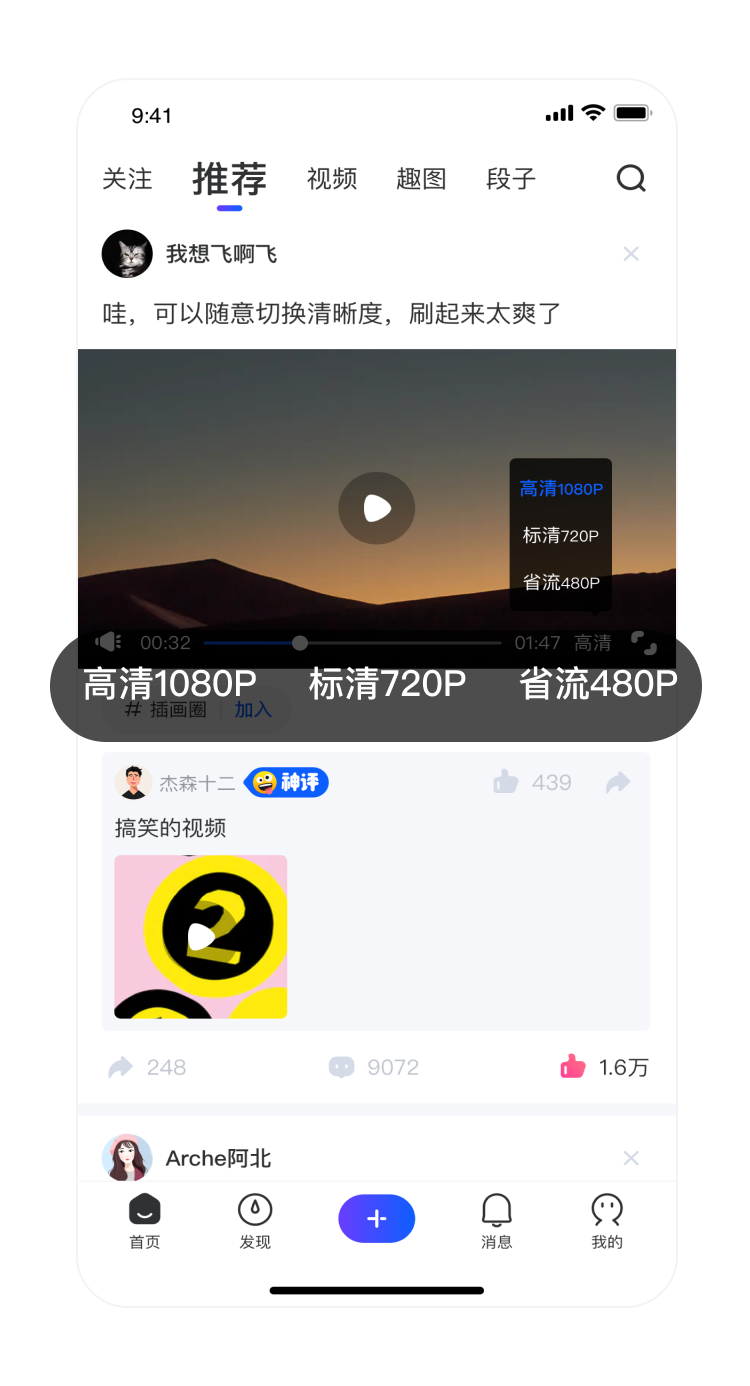 9:41
关注 推荐 视频 趣图 段子
我想飞啊飞
哇，可以随意切换清晰度，刷起来太爽了
高清1080P
标清720P
省流480P
00:32 01:47 高清
高清1080P 标清720P 省流480P
# 插画圈 加入
杰森十二 神评 439
搞笑的视频
2
248 9072 1.6万
Arche阿北
首页 发现 消息 我的